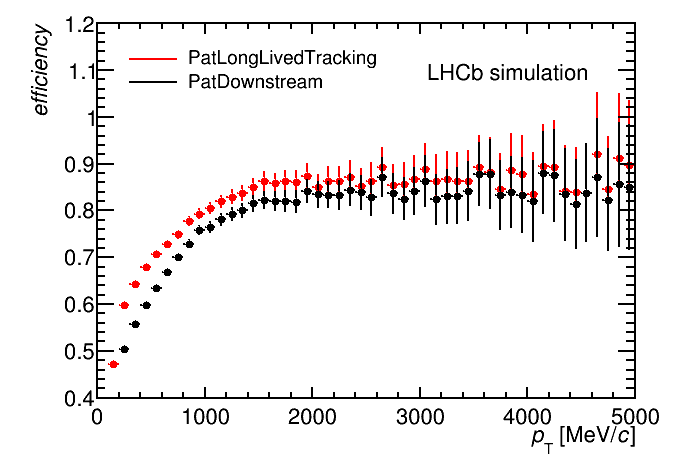 1.2
efficiency
PatLongLivedTracking
PatDownstream
LHCb simulation
1.1
1
0.9
0.8
0.7
0.6
0.5
0.4
0 1000 2000 3000 4000 5000
pT [MeV/c]